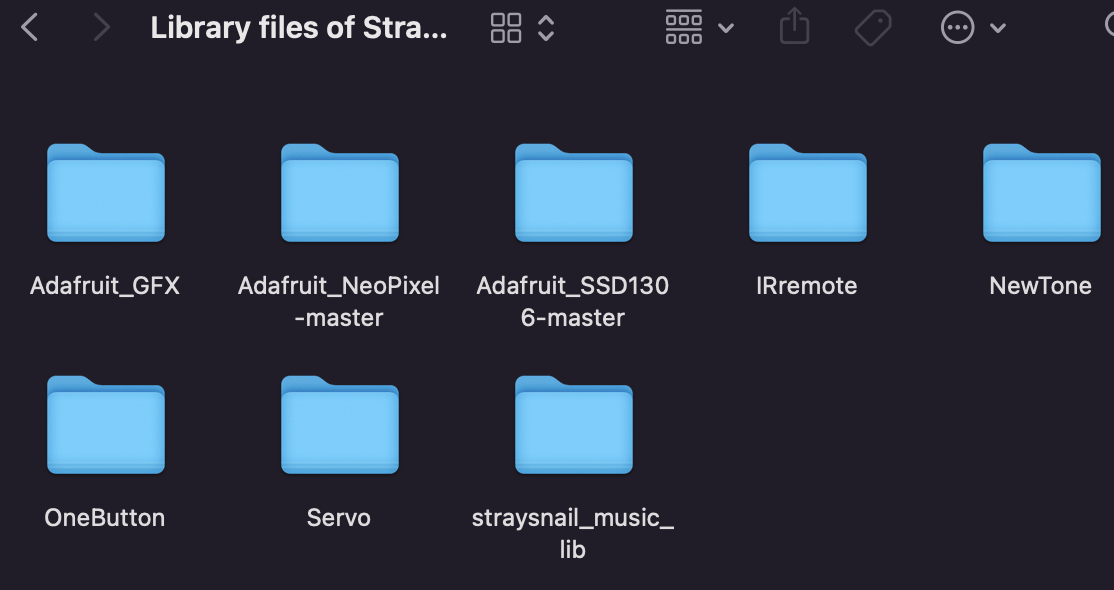 Library files of Stra...
Adafruit_GFX
Adafruit_NeoPixel
-master
Adafruit_SSD130
6-master
IRremote
NewTone
OneButton
Servo
straysnail_music_
lib